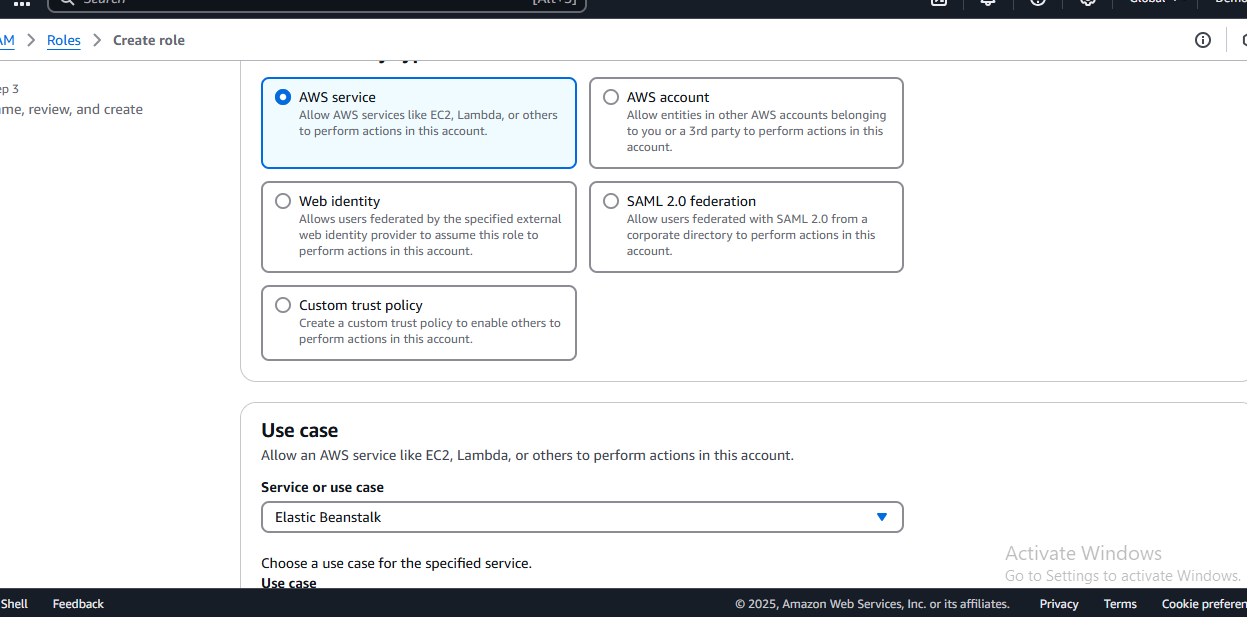 Search [Alt+S]
Global
AM > Roles > Create role
ep 3
me, review, and create
AWS service
Allow AWS services like EC2, Lambda, or others
to perform actions in this account.
AWS account
Allow entities in other AWS accounts belonging
to you or a 3rd party to perform actions in this
account.
Web identity
Allows users federated by the specified external
web identity provider to assume this role to
perform actions in this account.
SAML 2.0 federation
Allow users federated with SAML 2.0 from a
corporate directory to perform actions in this
account.
Custom trust policy
Create a custom trust policy to enable others to
perform actions in this account.
Use case
Allow an AWS service like EC2, Lambda, or others to perform actions in this account.
Service or use case
Elastic Beanstalk
Choose a use case for the specified service.
Use case
Activate Windows
Go to Settings to activate Windows.
Shell Feedback © 2025, Amazon Web Services, Inc. or its affiliates. Privacy Terms Cookie preferen